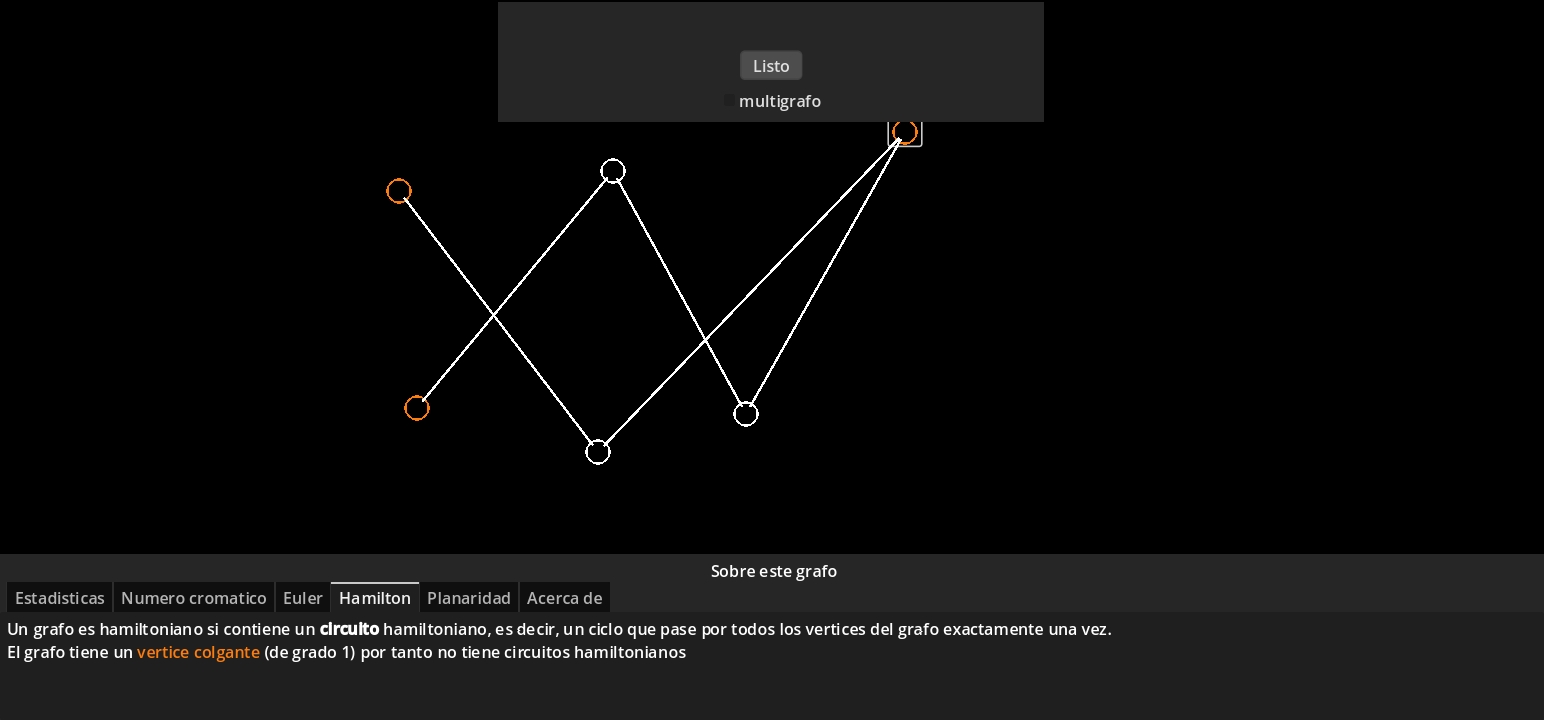 Listo
multigrafo
Sobre este grafo
Estadisticas Numero cromatico Euler Hamilton Planaridad Acerca de
Un grafo es hamiltoniano si contiene un circuito hamiltoniano, es decir, un ciclo que pase por todos los vertices del grafo exactamente una vez.
El grafo tiene un vertice colgante (de grado 1) por tanto no tiene circuitos hamiltonianos